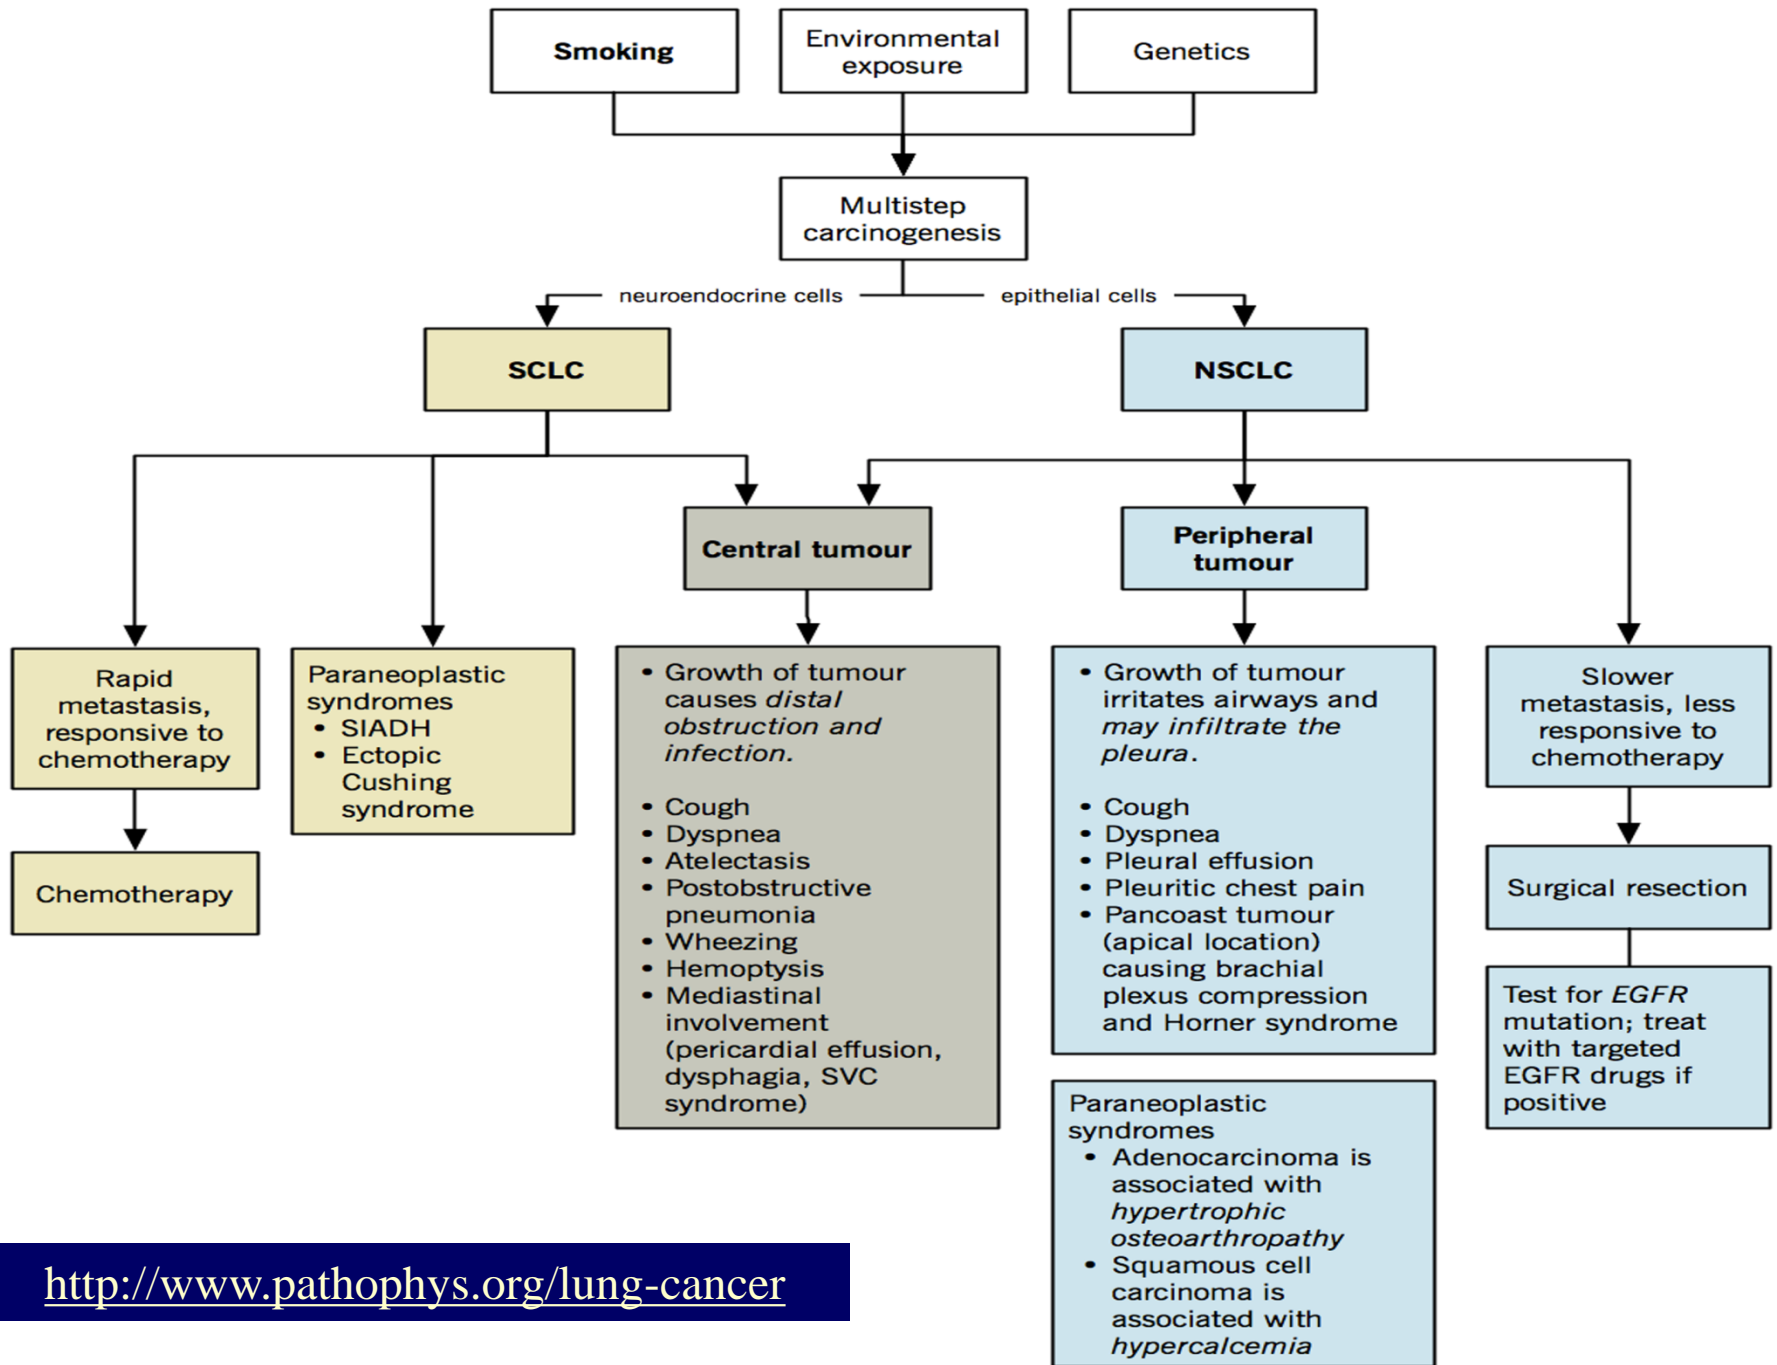 Smoking
Environmental
exposure
Genetics
Multistep
carcinogenesis
neuroendocrine cells
epithelial cells
SCLC
NSCLC
Central tumour
Peripheral
tumour
Rapid
metastasis,
responsive to
chemotherapy
Chemotherapy
Paraneoplastic
syndromes
• SIADH
• Ectopic
Cushing
syndrome
• Growth of tumour
causes distal
obstruction and
infection.
• Cough
• Dyspnea
• Atelectasis
• Postobstructive
pneumonia
• Wheezing
• Hemoptysis
• Mediastinal
involvement
(pericardial effusion,
dysphagia, SVC
syndrome)
• Growth of tumour
irritates airways and
may infiltrate the
pleura.
• Cough
• Dyspnea
• Pleural effusion
• Pleuritic chest pain
• Pancoast tumour
(apical location)
causing brachial
plexus compression
and Horner syndrome
Paraneoplastic
syndromes
• Adenocarcinoma is
associated with
hypertrophic
osteoarthropathy
• Squamous cell
carcinoma is
associated with
hypercalcemia
Slower
metastasis, less
responsive to
chemotherapy
Surgical resection
Test for EGFR
mutation; treat
with targeted
EGFR drugs if
positive
http://www.pathophys.org/lung-cancer